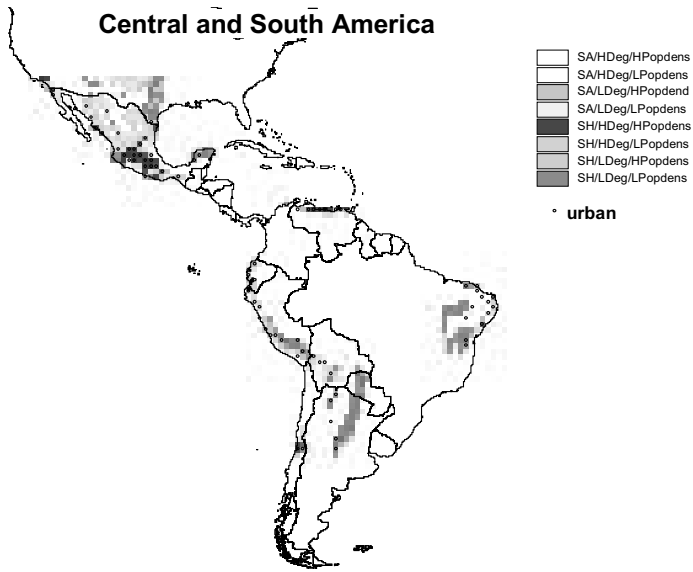 Central and South America
SA/HDeg/HPopdens
SA/HDeg/LPopdens
SA/LDeg/HPopdend
SA/LDeg/LPopdens
SH/HDeg/HPopdens
SH/HDeg/LPopdens
SH/LDeg/HPopdens
SH/LDeg/LPopdens
urban